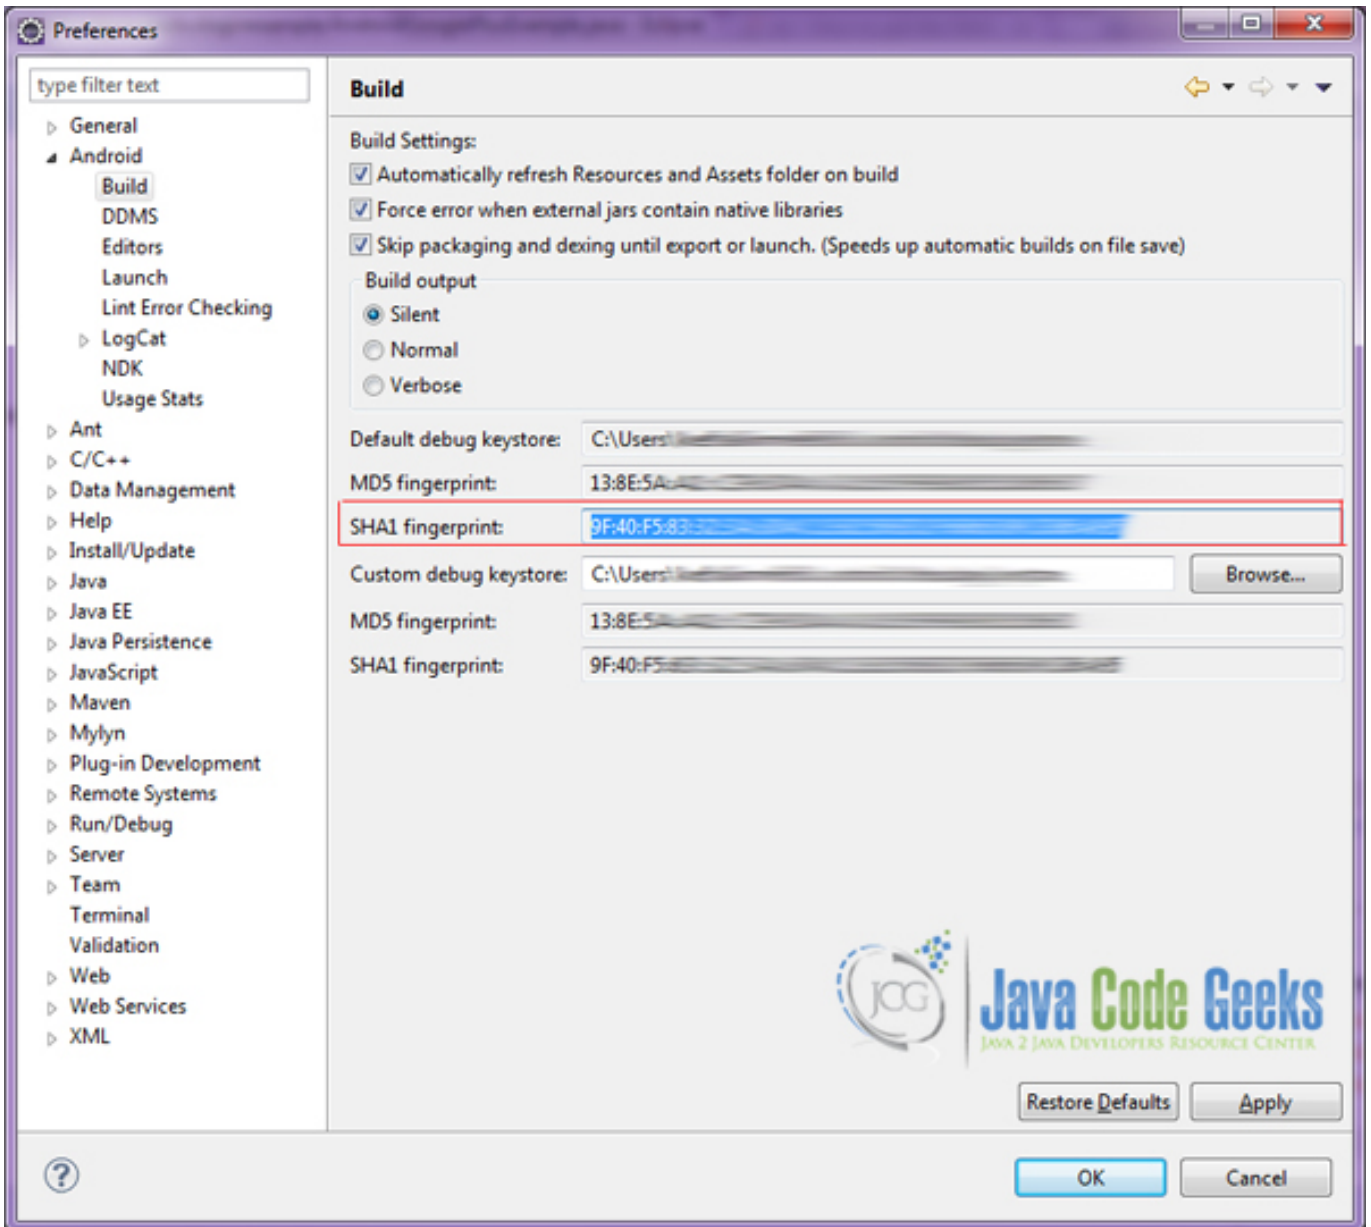 Preferences
type filter text
General
Android
Build
DDMS
Editors
Launch
Lint Error Checking
LogCat
NDK
Usage Stats
Ant
C/C++
Data Management
Help
Install/Update
Java
Java EE
Java Persistence
JavaScript
Maven
Mylyn
Plug-in Development
Remote Systems
Run/Debug
Server
Team
Terminal
Validation
Web
Web Services
XML
Build
Build Settings:
Automatically refresh Resources and Assets folder on build
Force error when external jars contain native libraries
Skip packaging and dexing until export or launch. (Speeds up automatic builds on file save)
Build output
Silent
Normal
Verbose
Default debug keystore: C:\Users\
MD5 fingerprint: 13:8E:5A:
SHA1 fingerprint: 9F:40:F5:83:
Custom debug keystore: C:\Users\ Browse...
MD5 fingerprint: 13:8E:5
SHA1 fingerprint: 9F:40:F5
JCG
Java Code Geeks
JAVA 2 JAVA DEVELOPERS RESOURCE CENTER
Restore Defaults Apply
OK Cancel